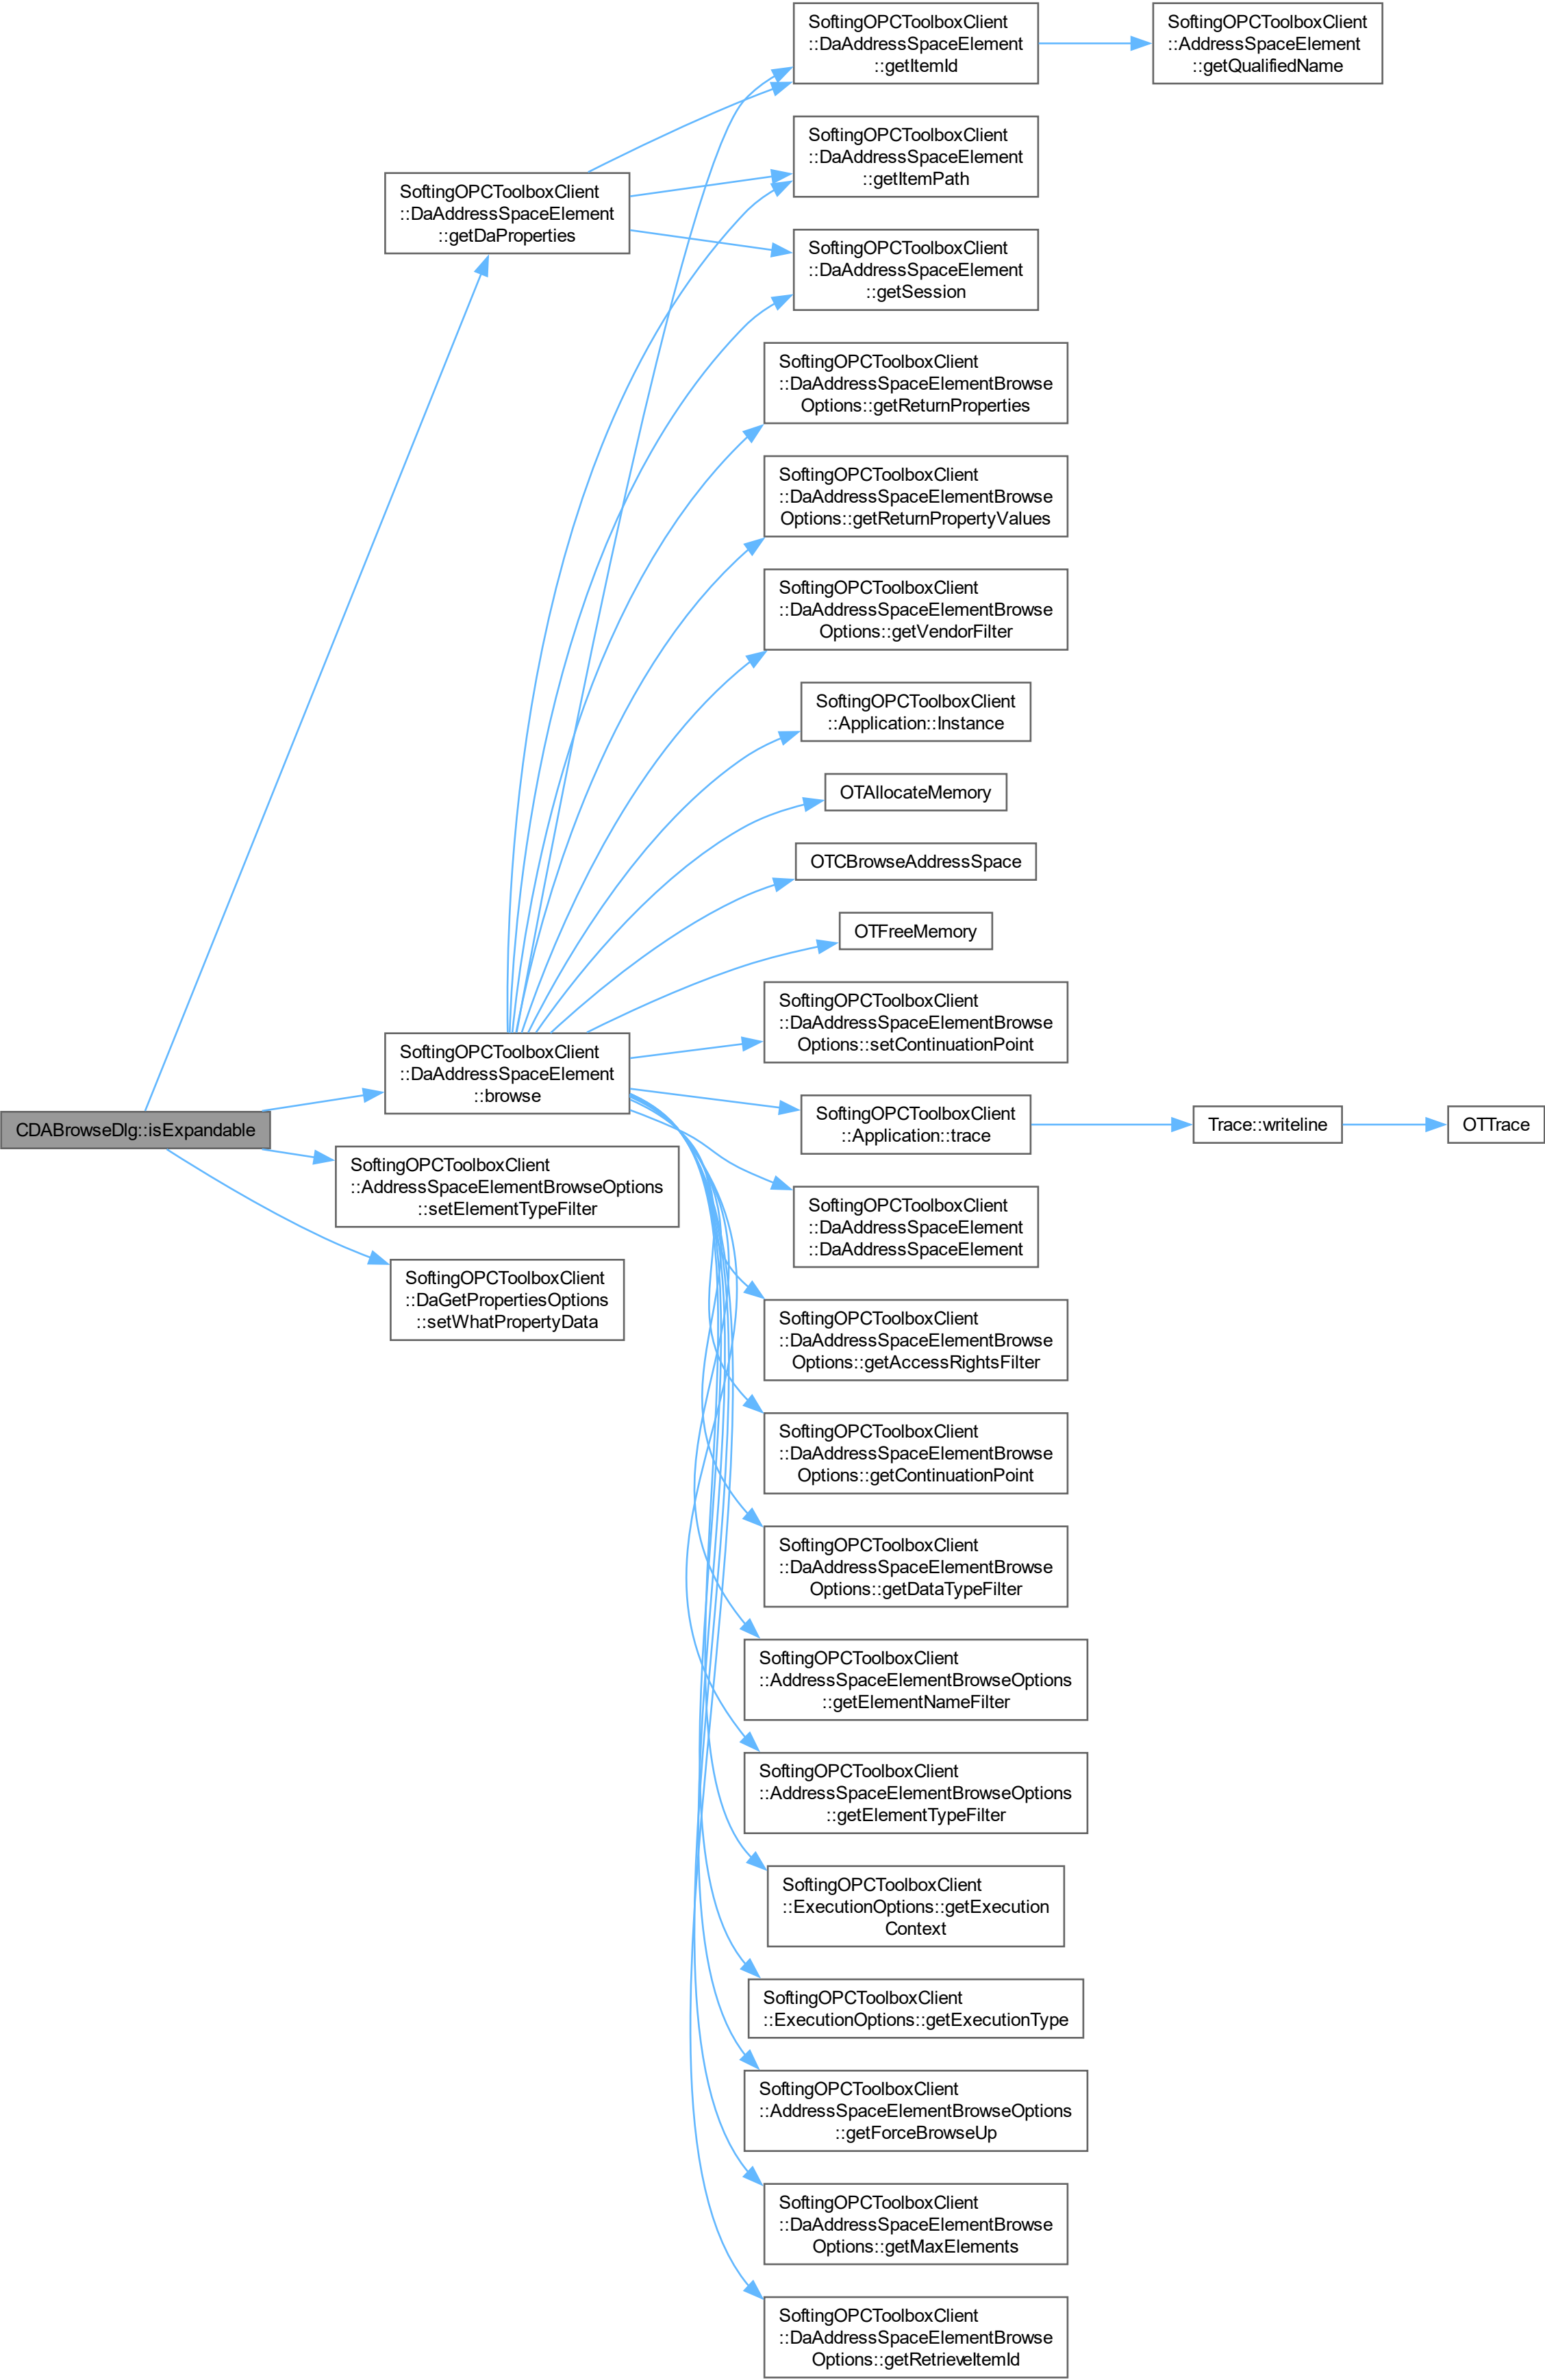 SoftingOPCToolboxClient
::DaAddressSpaceElement
::getItemId
SoftingOPCToolboxClient
::AddressSpaceElement
::getQualifiedName
SoftingOPCToolboxClient
::DaAddressSpaceElement
::getItemPath
SoftingOPCToolboxClient
::DaAddressSpaceElement
::getDaProperties
SoftingOPCToolboxClient
::DaAddressSpaceElement
::getSession
SoftingOPCToolboxClient
::DaAddressSpaceElementBrowse
Options::getReturnProperties
SoftingOPCToolboxClient
::DaAddressSpaceElementBrowse
Options::getReturnPropertyValues
SoftingOPCToolboxClient
::DaAddressSpaceElementBrowse
Options::getVendorFilter
SoftingOPCToolboxClient
::Application::Instance
OTAllocateMemory
OTCBrowseAddressSpace
OTFreeMemory
SoftingOPCToolboxClient
::DaAddressSpaceElementBrowse
Options::setContinuationPoint
SoftingOPCToolboxClient
::DaAddressSpaceElement
::browse
CDABrowseDlg::isExpandable
SoftingOPCToolboxClient
::Application::trace
Trace::writeline
OTTrace
SoftingOPCToolboxClient
::AddressSpaceElementBrowseOptions
::setElementTypeFilter
SoftingOPCToolboxClient
::DaAddressSpaceElement
::DaAddressSpaceElement
SoftingOPCToolboxClient
::DaGetPropertiesOptions
::setWhatPropertyData
SoftingOPCToolboxClient
::DaAddressSpaceElementBrowse
Options::getAccessRightsFilter
SoftingOPCToolboxClient
::DaAddressSpaceElementBrowse
Options::getContinuationPoint
SoftingOPCToolboxClient
::DaAddressSpaceElementBrowse
Options::getDataTypeFilter
SoftingOPCToolboxClient
::AddressSpaceElementBrowseOptions
::getElementNameFilter
SoftingOPCToolboxClient
::AddressSpaceElementBrowseOptions
::getElementTypeFilter
SoftingOPCToolboxClient
::ExecutionOptions::getExecution
Context
SoftingOPCToolboxClient
::ExecutionOptions::getExecutionType
SoftingOPCToolboxClient
::AddressSpaceElementBrowseOptions
::getForceBrowseUp
SoftingOPCToolboxClient
::DaAddressSpaceElementBrowse
Options::getMaxElements
SoftingOPCToolboxClient
::DaAddressSpaceElementBrowse
Options::getRetrieveItemId